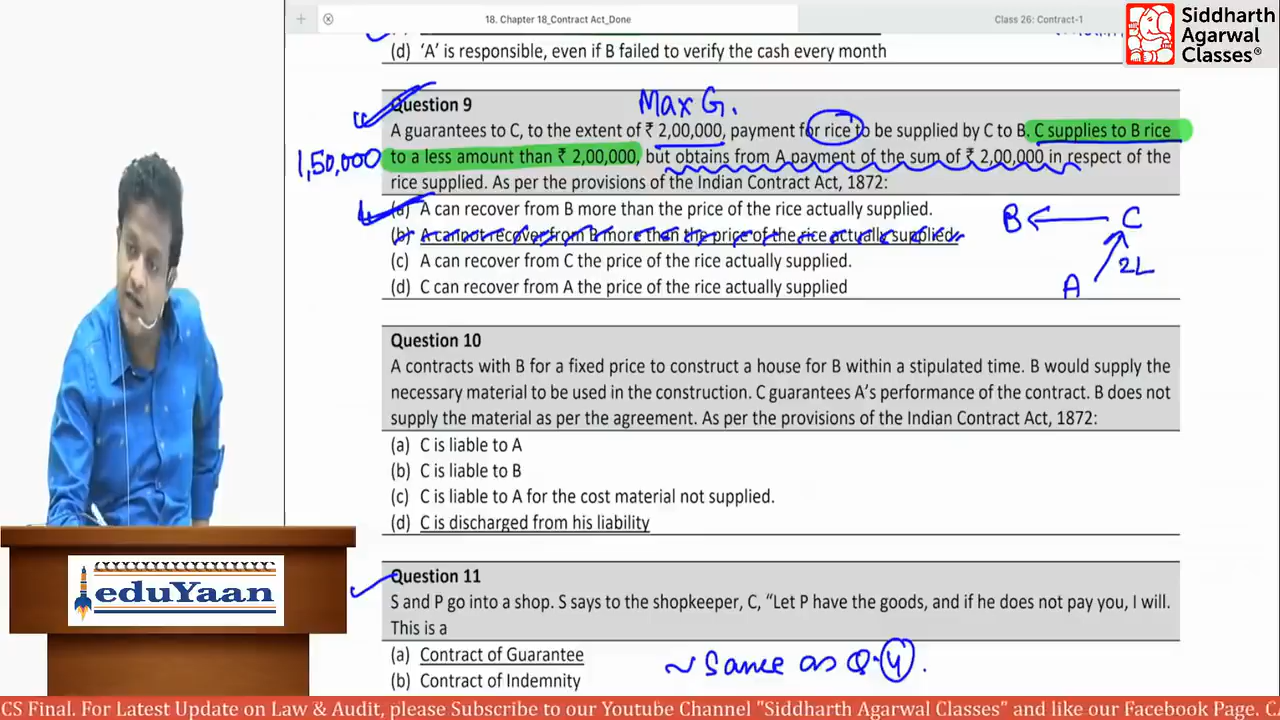 18. Chapter 18_Contract Act_Done
Class 26: Contract-1
Siddharth
Agarwal
Classes®
(d) ‘A’ is responsible, even if B failed to verify the cash every month
Question 9
Max G.
A guarantees to C, to the extent of ₹ 2,00,000, payment for rice to be supplied by C to B. C supplies to B rice
1,50,000
to a less amount than ₹ 2,00,000, but obtains from A payment of the sum of ₹ 2,00,000 in respect of the
rice supplied. As per the provisions of the Indian Contract Act, 1872:
(a) A can recover from B more than the price of the rice actually supplied.
(b) A cannot recover from B more than the price of the rice actually supplied.
(c) A can recover from C the price of the rice actually supplied.
(d) C can recover from A the price of the rice actually supplied
B C
2L
A
Question 10
A contracts with B for a fixed price to construct a house for B within a stipulated time. B would supply the
necessary material to be used in the construction. C guarantees A’s performance of the contract. B does not
supply the material as per the agreement. As per the provisions of the Indian Contract Act, 1872:
(a) C is liable to A
(b) C is liable to B
(c) C is liable to A for the cost material not supplied.
(d) C is discharged from his liability
Question 11
S and P go into a shop. S says to the shopkeeper, C, “Let P have the goods, and if he does not pay you, I will.
This is a
(a) Contract of Guarantee
(b) Contract of Indemnity
~ Same as Q.4.
eduYaan
CS Final. For Latest Update on Law & Audit, please Subscribe to our Youtube Channel "Siddharth Agarwal Classes" and like our Facebook Page. C